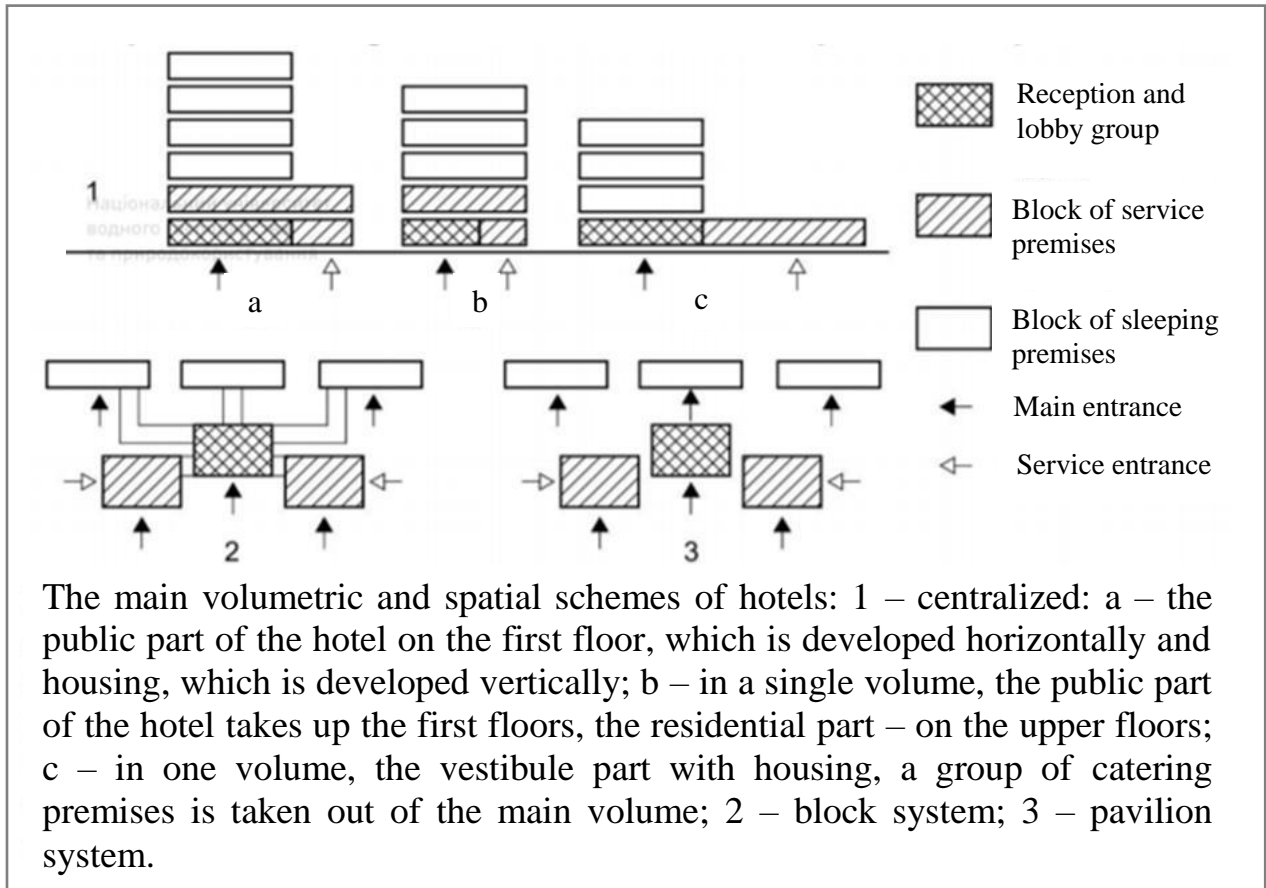 Reception and
lobby group
1
Національний університет
водного
та природокористування
Block of service
premises
a
b
c
Block of sleeping
premises
Main entrance
Service entrance
2
3
The main volumetric and spatial schemes of hotels: 1 – centralized: a – the
public part of the hotel on the first floor, which is developed horizontally and
housing, which is developed vertically; b – in a single volume, the public part
of the hotel takes up the first floors, the residential part – on the upper floors;
c – in one volume, the vestibule part with housing, a group of catering
premises is taken out of the main volume; 2 – block system; 3 – pavilion
system.